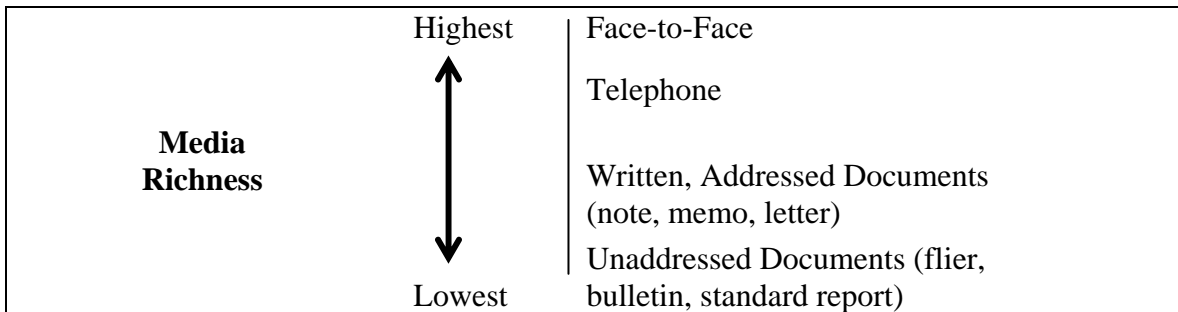 Highest
Face-to-Face
Telephone
Media
Richness
Written, Addressed Documents
(note, memo, letter)
Unaddressed Documents (flier,
Lowest
bulletin, standard report)